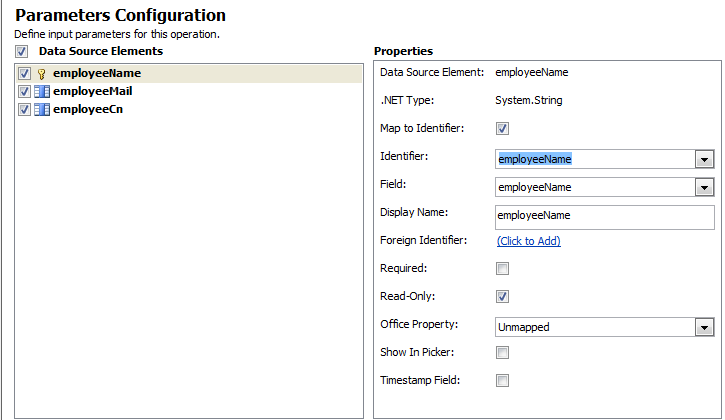 Parameters Configuration
Define input parameters for this operation.
Data Source Elements
employeeName
employeeMail
employeeCn
Properties
Data Source Element: employeeName
.NET Type: System.String
Map to Identifier:
Identifier: employeeName
Field: employeeName
Display Name: employeeName
Foreign Identifier: (Click to Add)
Required:
Read-Only:
Office Property: Unmapped
Show In Picker:
Timestamp Field: